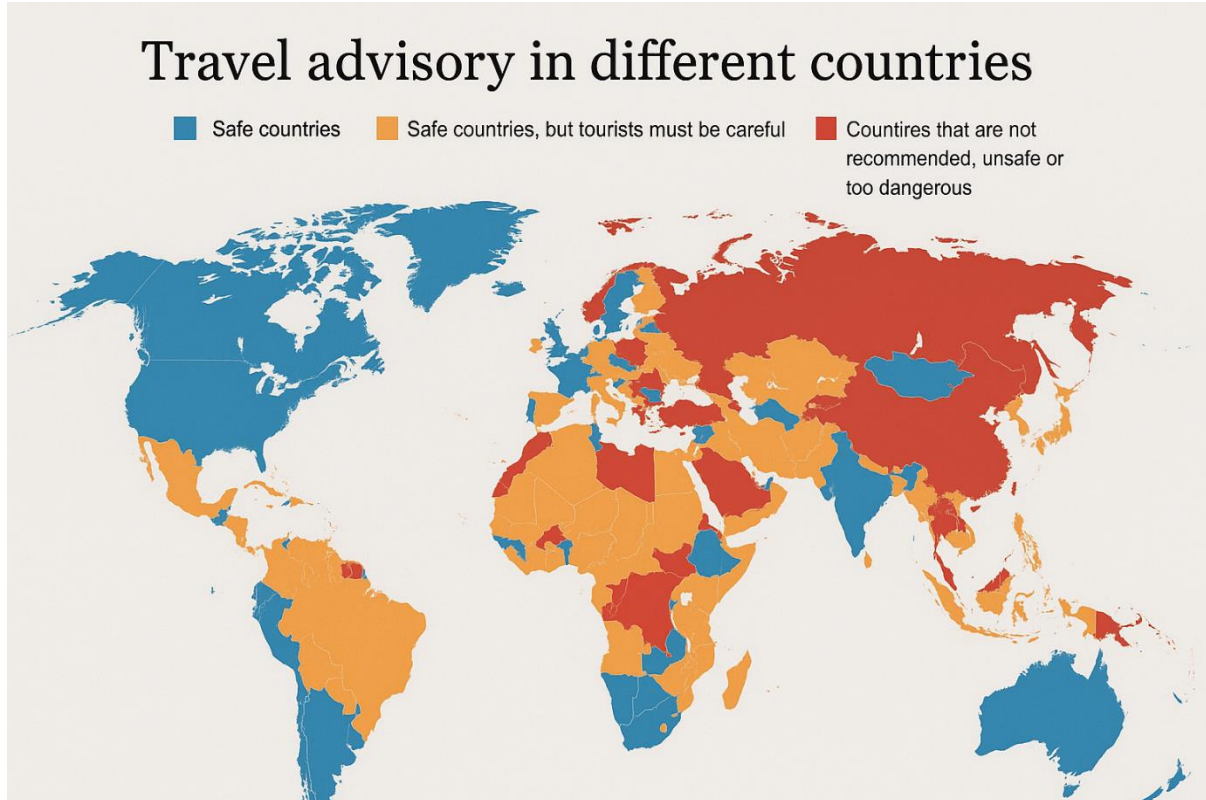 Travel advisory in different countries
Safe countries
Safe countries, but tourists must be careful
Countires that are not
recommended, unsafe or
too dangerous